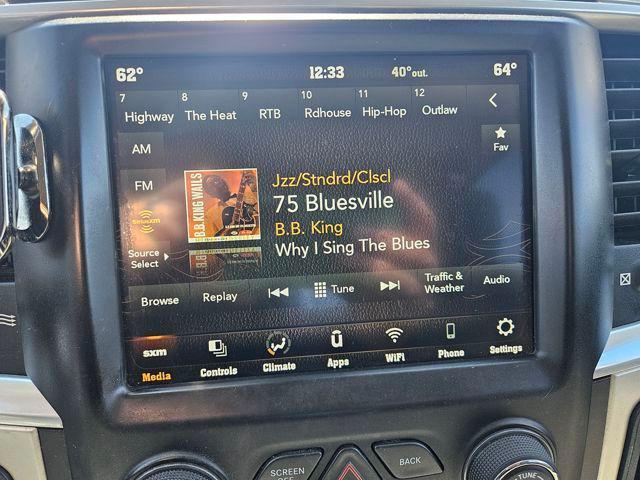 62° 12:33 40° out. 64°
7 8 9 10 11 12
Highway The Heat RTB Rdhouse Hip-Hop Outlaw
AM
FM
siriusxm
Source
Select
Fav
B.B.KING WAILS
Jzz/Stndrd/Clscl
75 Bluesville
B.B. King
Why I Sing The Blues
Browse Replay Tune Traffic &
Weather Audio
sxm
Media Controls Climate Apps WiFi Phone Settings
SCREEN
OFF
BACK
TUNE